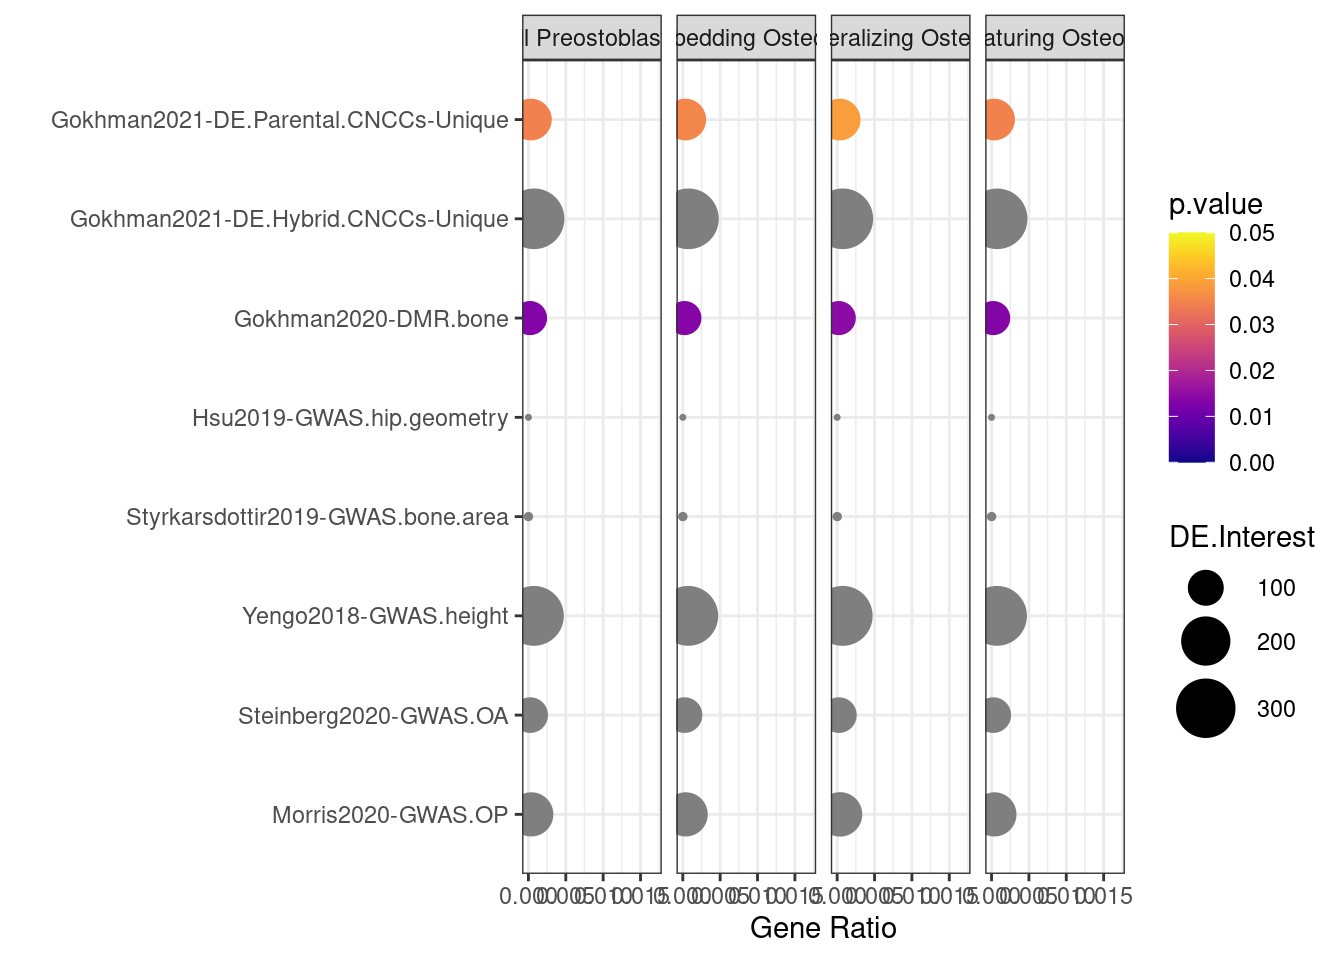 l Preostoblast
bedding Osteo
eralizing Oste
aturing Osteo
Gokhman2021-DE.Parental.CNCCs-Unique
Gokhman2021-DE.Hybrid.CNCCs-Unique
Gokhman2020-DMR.bone
Hsu2019-GWAS.hip.geometry
Styrkarsdottir2019-GWAS.bone.area
Yengo2018-GWAS.height
Steinberg2020-GWAS.OA
Morris2020-GWAS.OP
Gene Ratio
p.value
0.05
0.04
0.03
0.02
0.01
0.00
DE.Interest
100
200
300